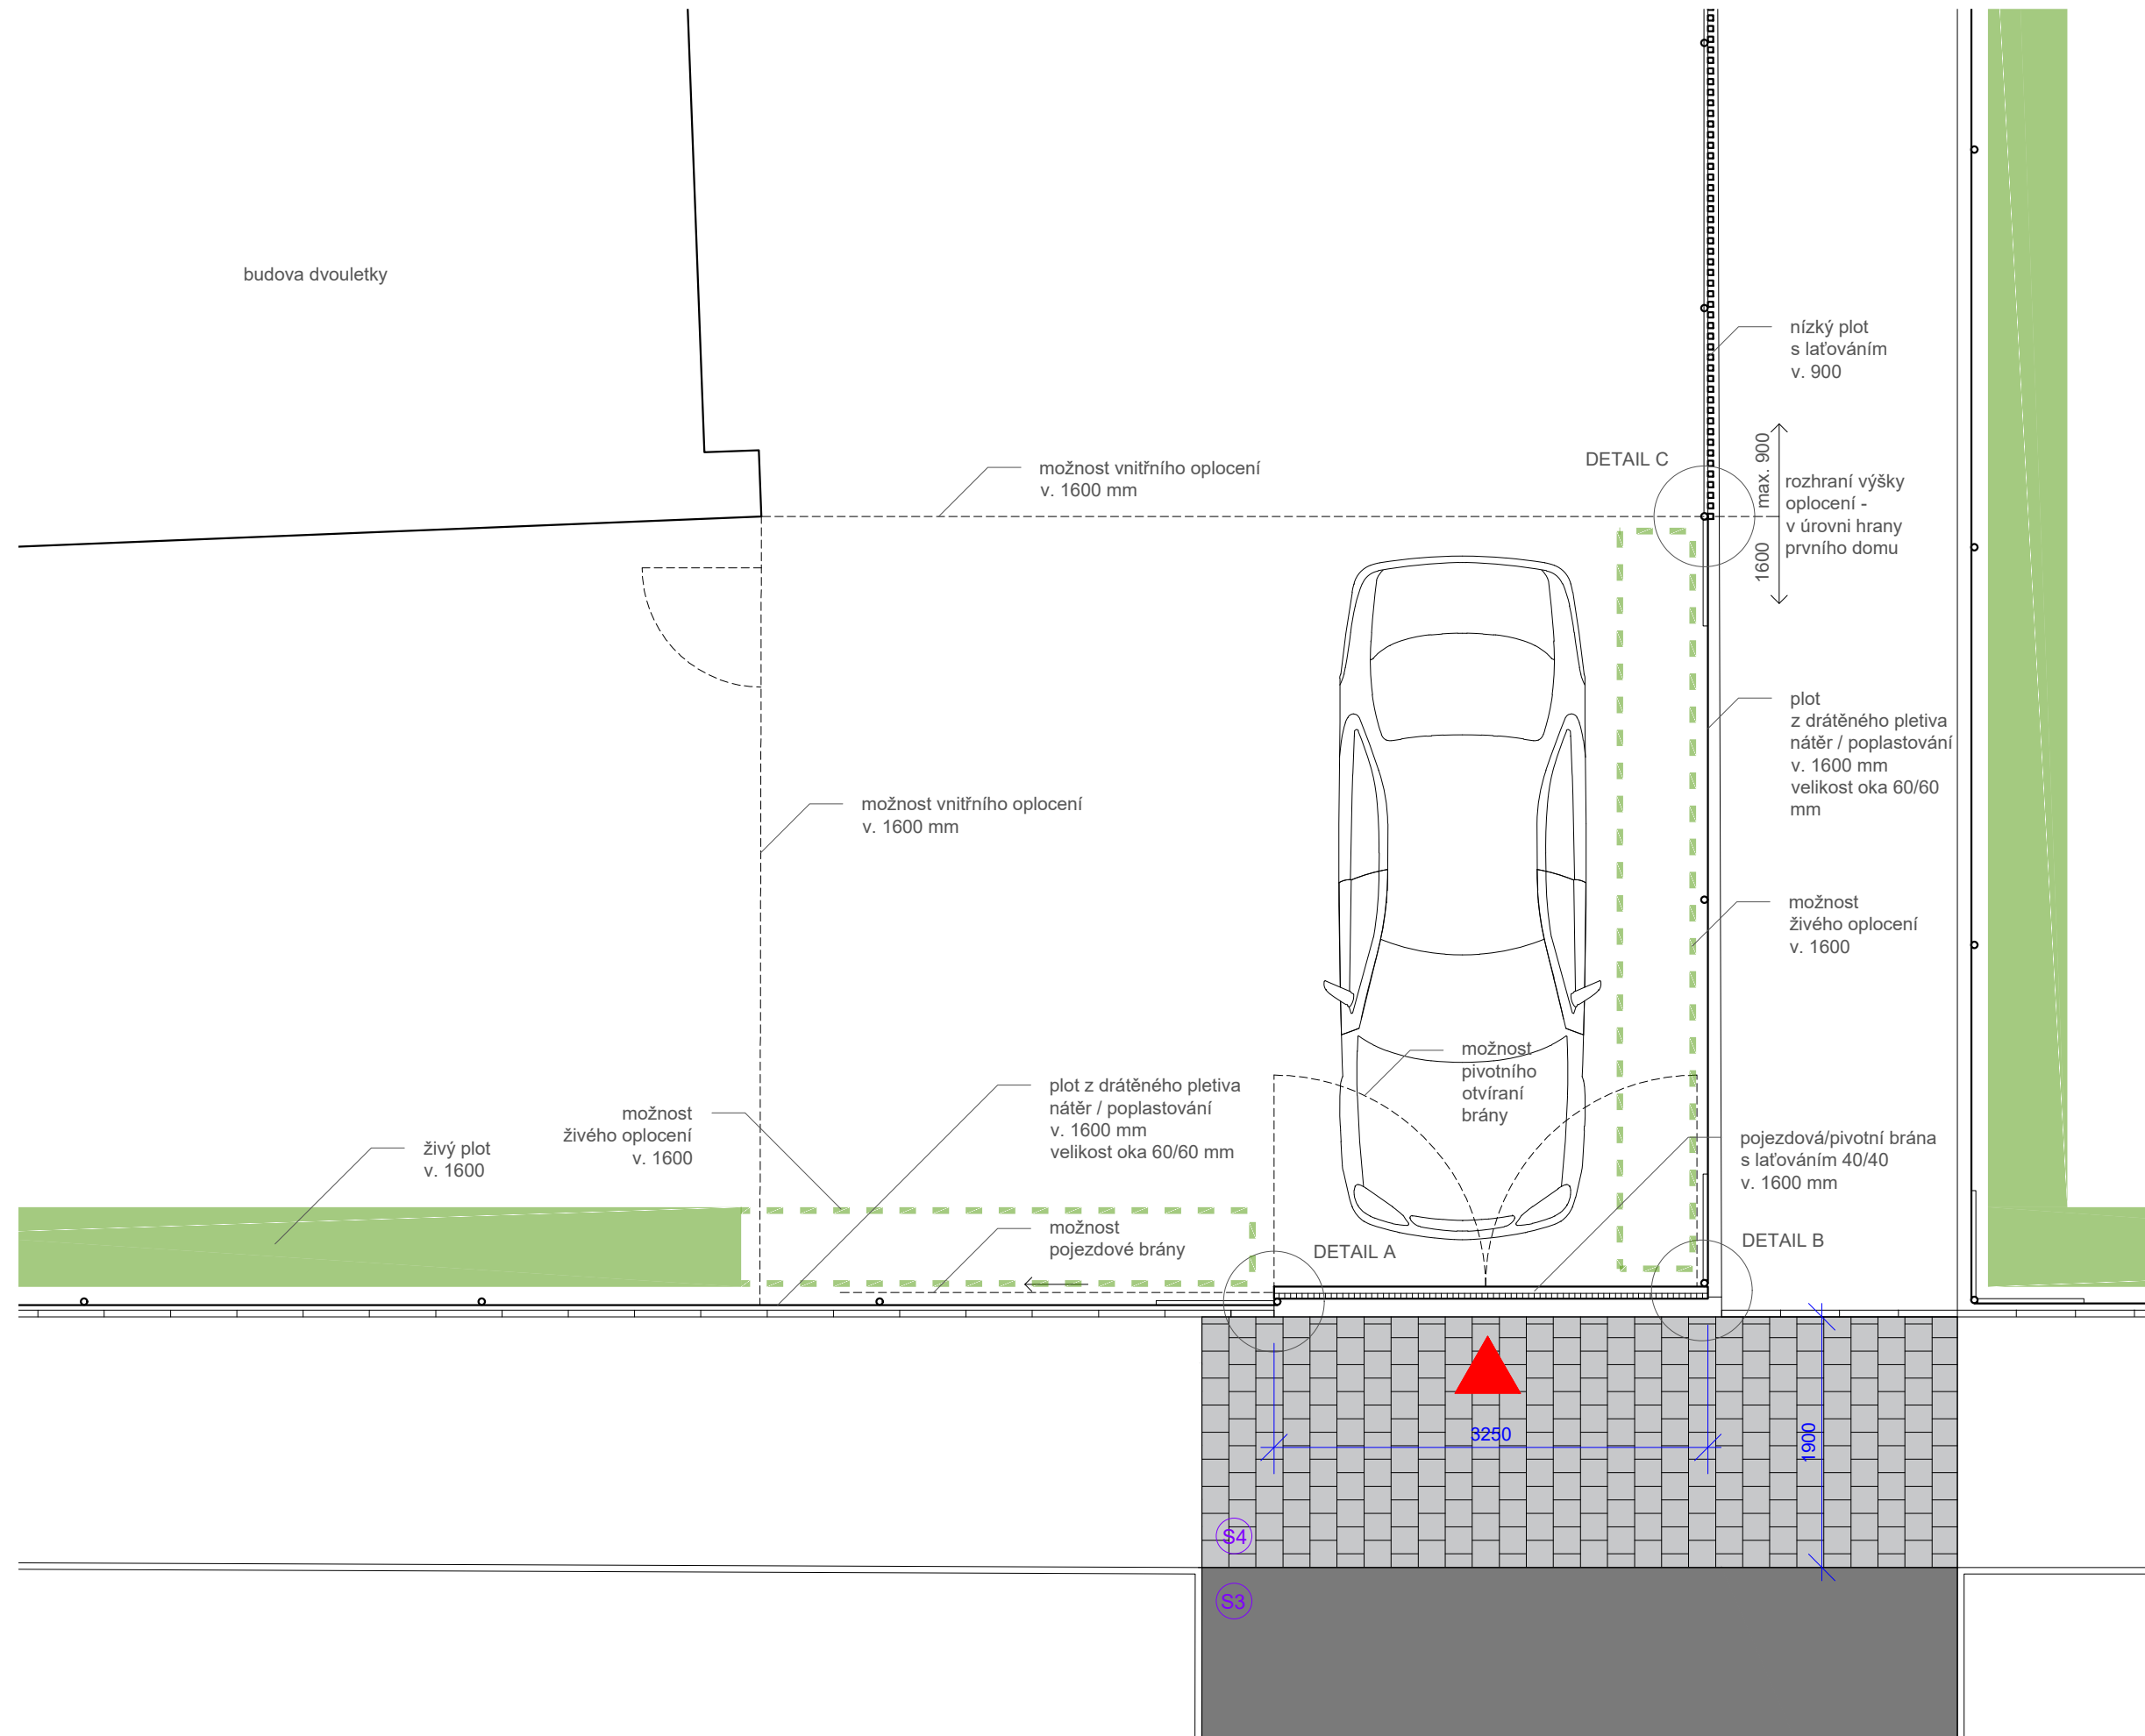 budova dvouletky
nízký plot
s laťováním
v. 900
DETAIL C
max. 900
1600
rozhraní výšky
oplocení -
v úrovni hrany
prvního domu
možnost vnitřního oplocení
v. 1600 mm
plot
z drátěného pletiva
nátěr / poplastování
v. 1600 mm
velikost oka 60/60
mm
možnost vnitřního oplocení
v. 1600 mm
možnost
živého oplocení
v. 1600
možnost
pivotního
otvíraní
brány
plot z drátěného pletiva
nátěr / poplastování
v. 1600 mm
velikost oka 60/60 mm
možnost
živého oplocení
v. 1600
živý plot
v. 1600
pojezdová/pivotní brána
s laťováním 40/40
v. 1600 mm
možnost
pojezdové brány
DETAIL A
DETAIL B
3250
1900
S4
S3